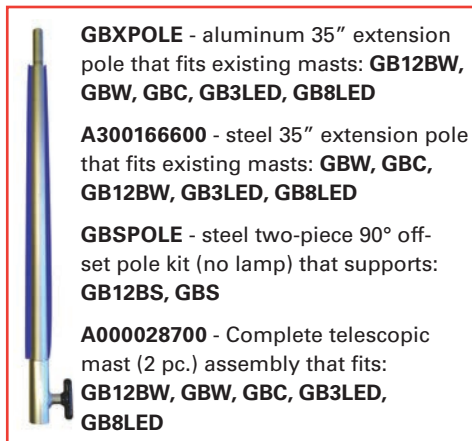 GBXPOLE - aluminum 35” extension
pole that fits existing masts: GB12BW,
GBW, GBC, GB3LED, GB8LED
A300166600 - steel 35” extension pole
that fits existing masts: GBW, GBC,
GB12BW, GB3LED, GB8LED
GBSPOLE - steel two-piece 90° off-
set pole kit (no lamp) that supports:
GB12BS, GBS
A000028700 - Complete telescopic
mast (2 pc.) assembly that fits:
GB12BW, GBW, GBC, GB3LED,
GB8LED